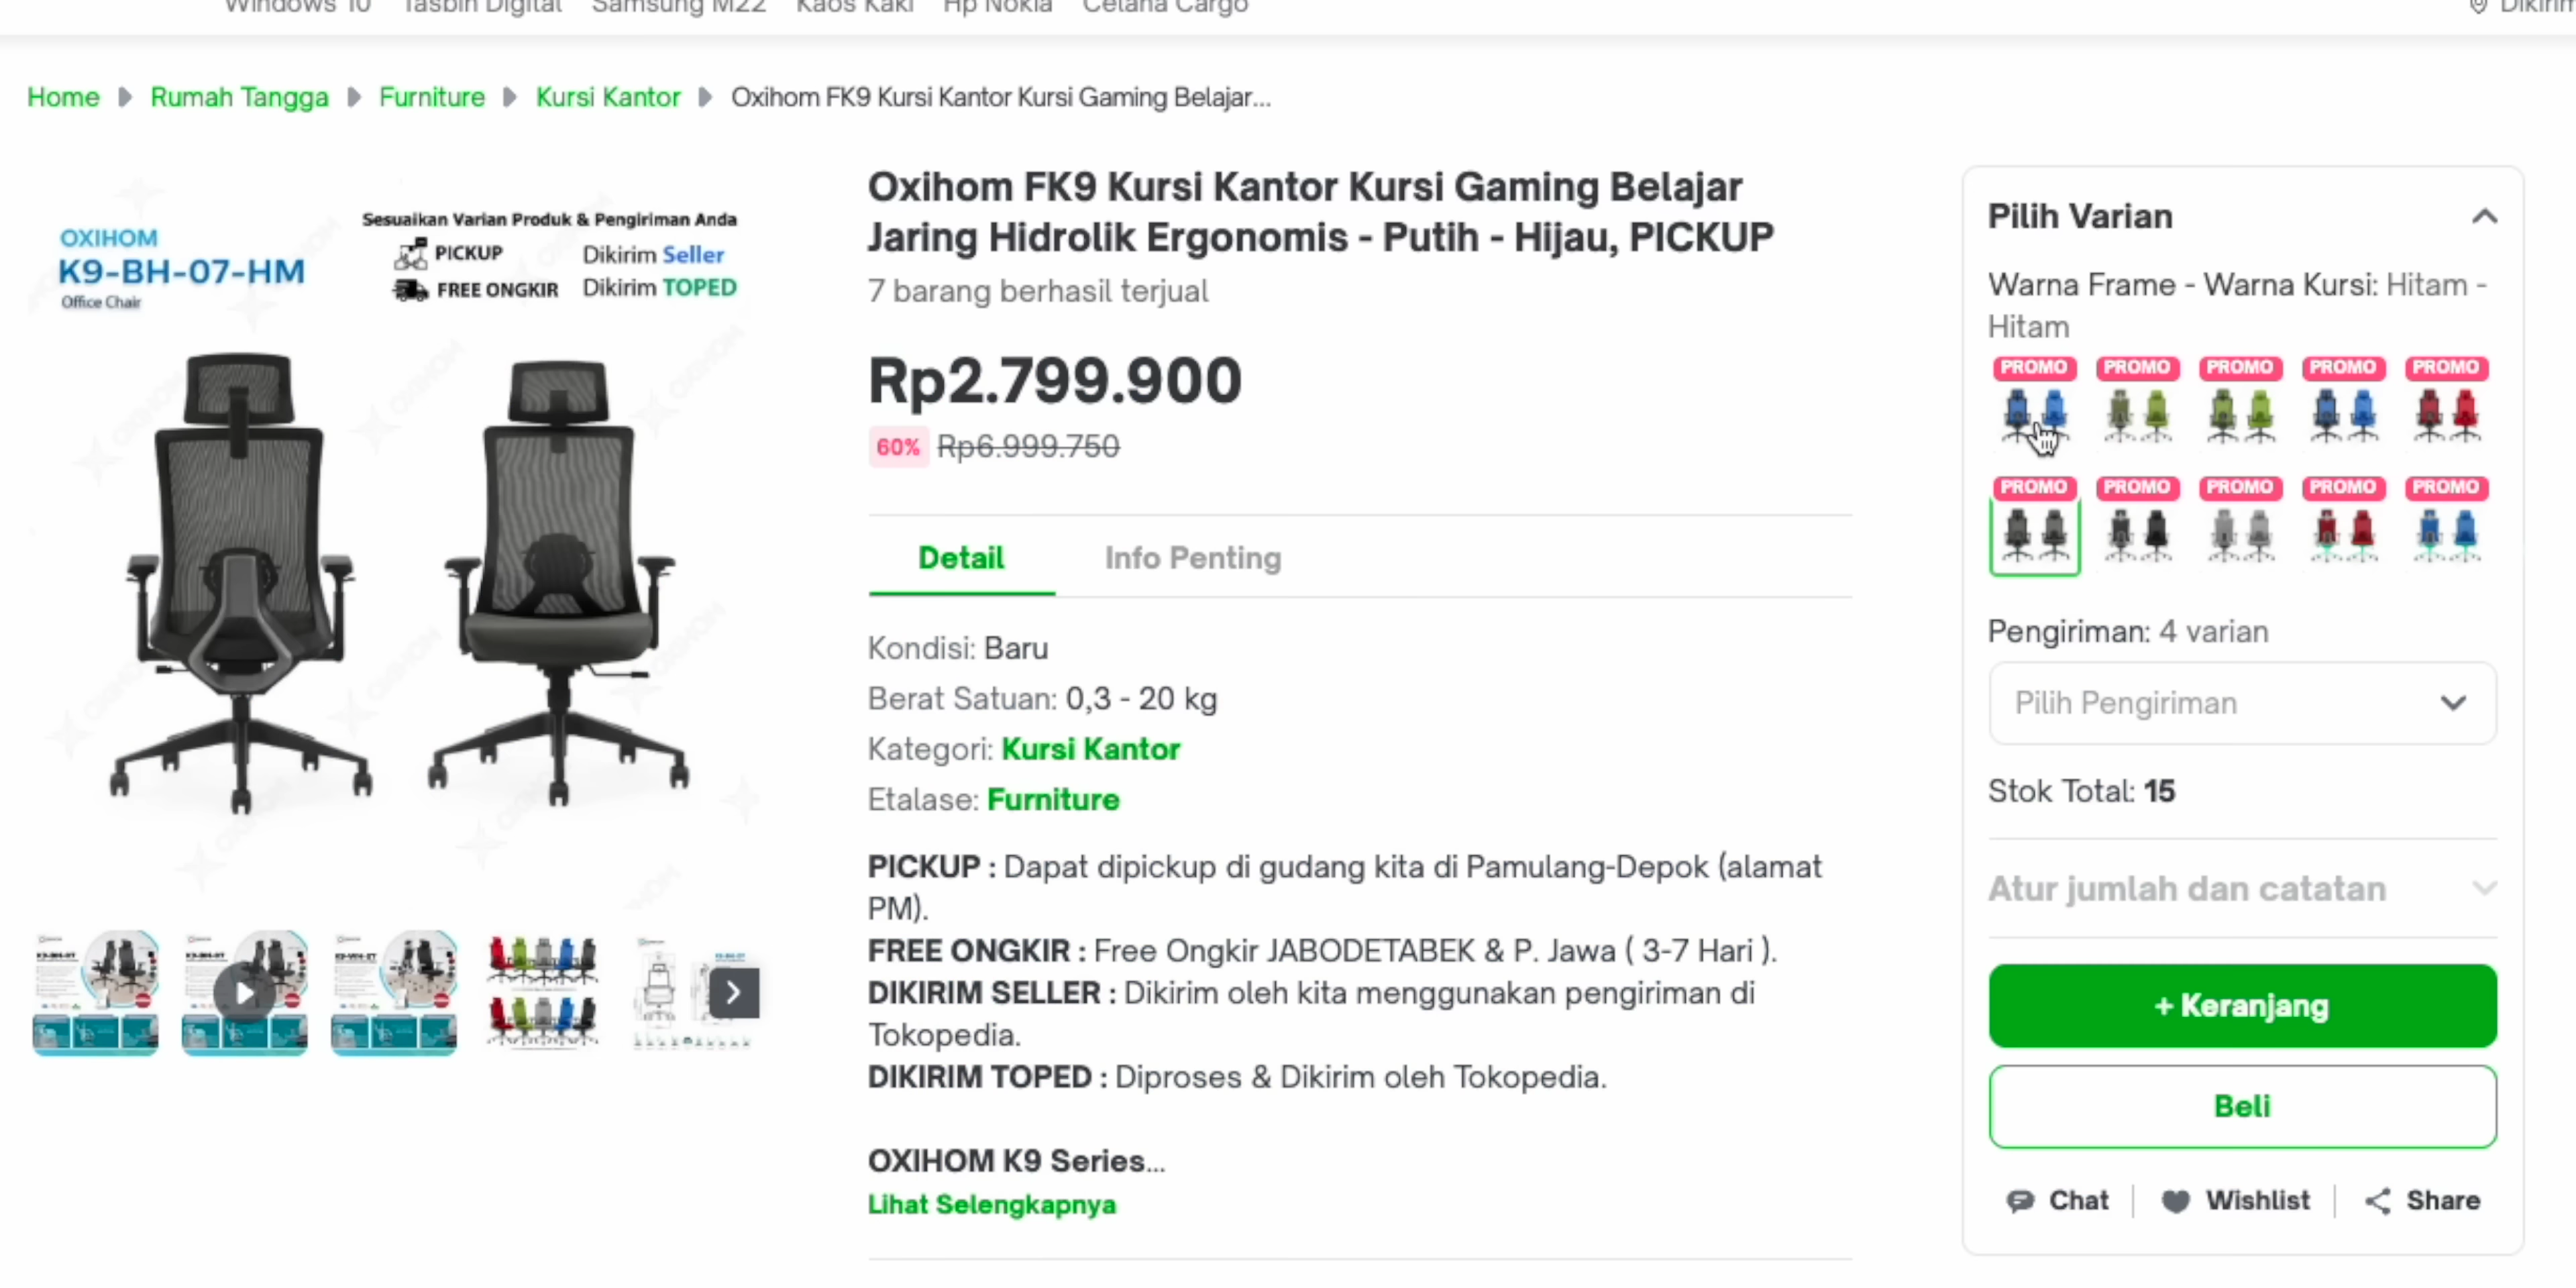 Windows 10 Tasbih Digital Samsung M22 Kaos Kaki Hp Nokia Celana Cargo
Home Rumah Tangga Furniture Kursi Kantor Oxihom FK9 Kursi Kantor Kursi Gaming Belajar...
OXIHOM
K9-BH-07-HM
Office Chair
Sesuaikan Varian Produk & Pengiriman Anda
PICKUP Dikirim Seller
FREE ONGKIR Dikirim TOPED
Oxihom FK9 Kursi Kantor Kursi Gaming Belajar
Jaring Hidrolik Ergonomis - Putih - Hijau, PICKUP
7 barang berhasil terjual
Rp2.799.900
60% Rp6.999.750
Detail Info Penting
Kondisi: Baru
Berat Satuan: 0,3 - 20 kg
Kategori: Kursi Kantor
Etalase: Furniture
PICKUP : Dapat dipickup di gudang kita di Pamulang-Depok (alamat
PM).
FREE ONGKIR : Free Ongkir JABODETABEK & P. Jawa ( 3-7 Hari ).
DIKIRIM SELLER : Dikirim oleh kita menggunakan pengiriman di
Tokopedia.
DIKIRIM TOPED : Diproses & Dikirim oleh Tokopedia.
OXIHOM K9 Series...
Lihat Selengkapnya
Pilih Varian
Warna Frame - Warna Kursi: Hitam -
Hitam
PROMO PROMO PROMO PROMO PROMO
PROMO PROMO PROMO PROMO PROMO
Pengiriman: 4 varian
Pilih Pengiriman
Stok Total: 15
Atur jumlah dan catatan
+ Keranjang
Beli
Chat Wishlist Share